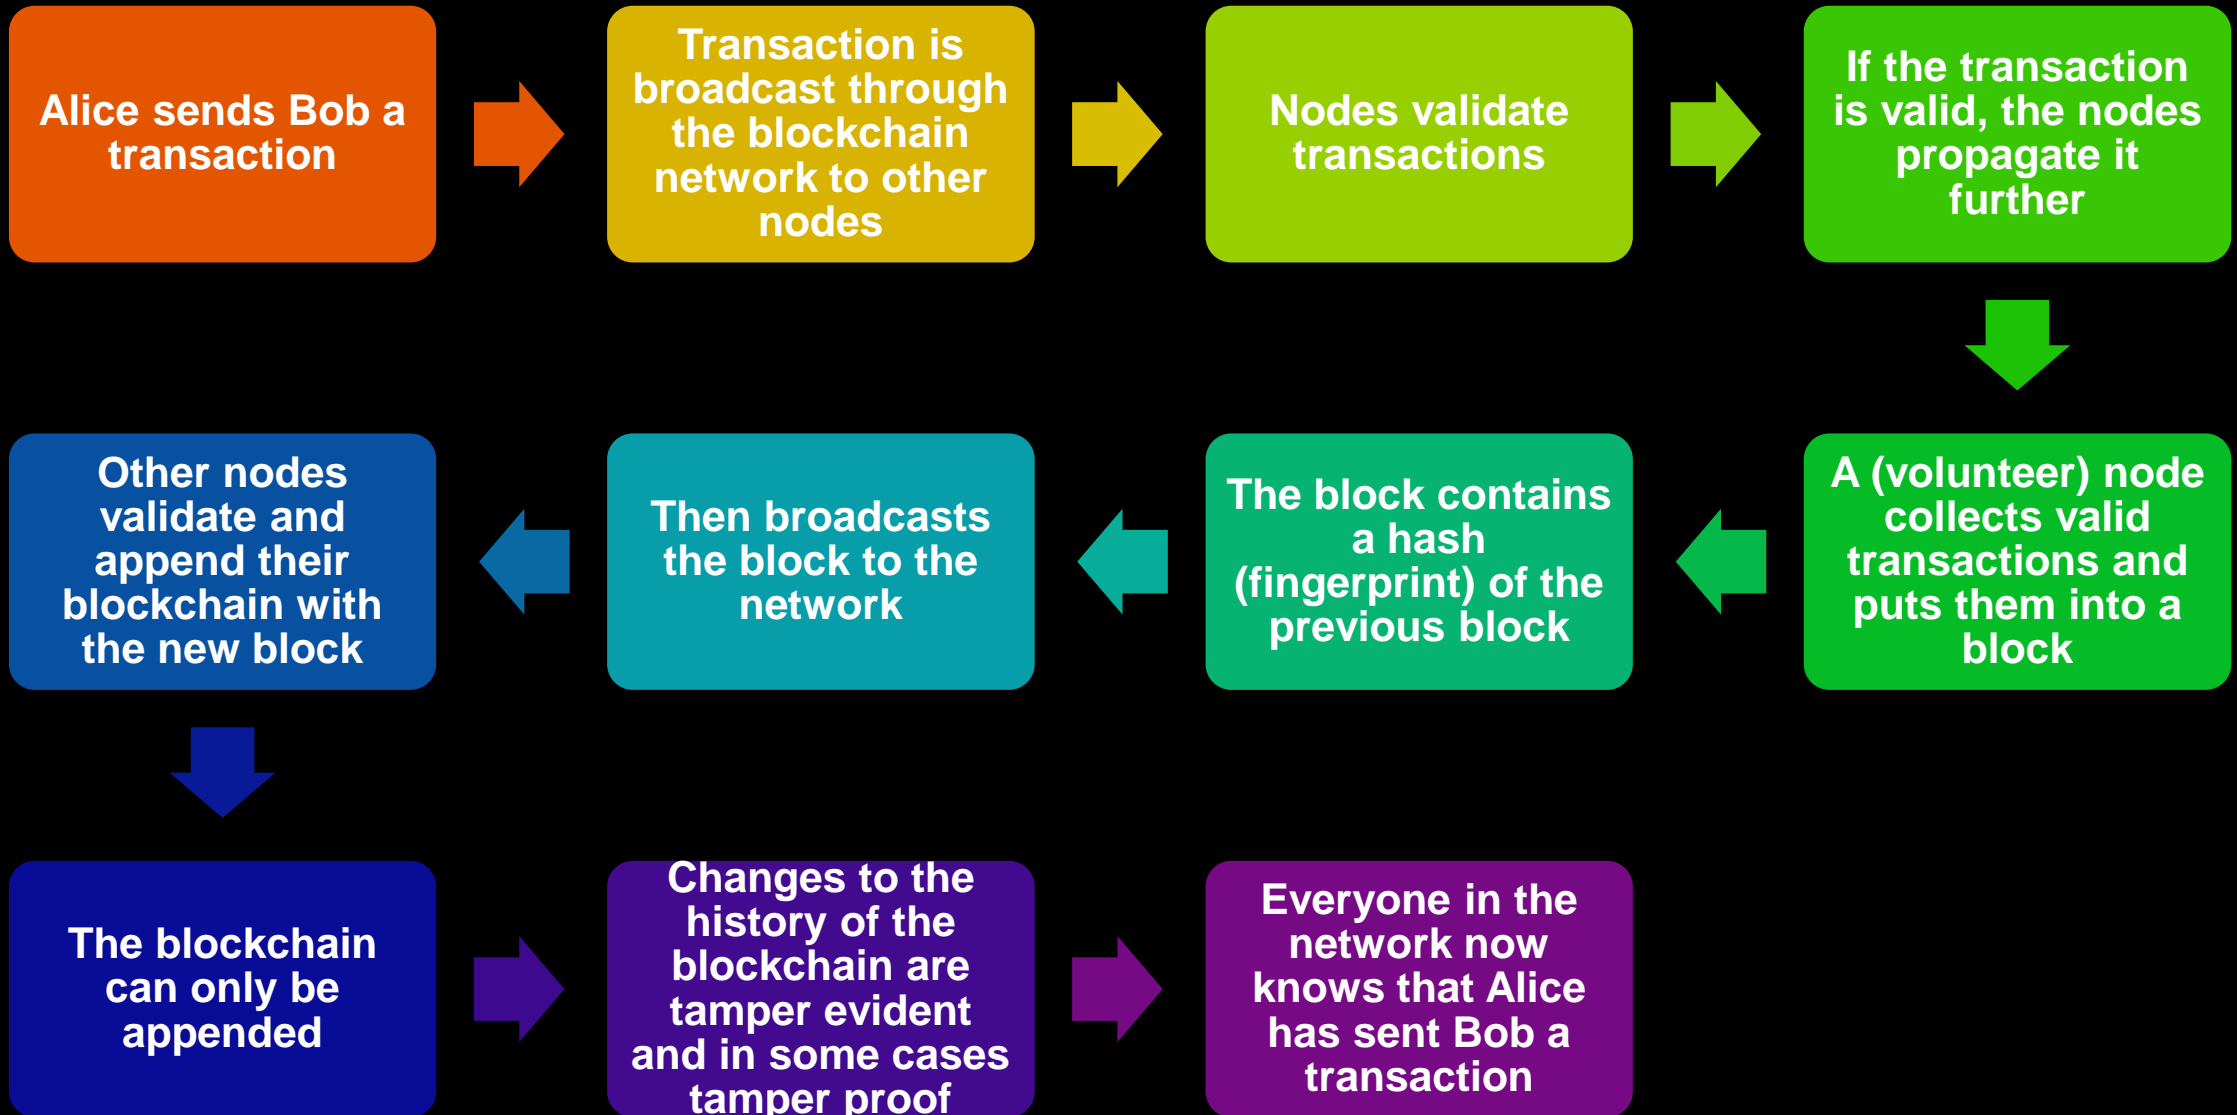 Alice sends Bob a
transaction
Transaction is
broadcast through
the blockchain
network to other
nodes
Nodes validate
transactions
If the transaction
is valid, the nodes
propagate it
further
A (volunteer) node
collects valid
transactions and
puts them into a
block
The block contains
a hash
(fingerprint) of the
previous block
Then broadcasts
the block to the
network
Other nodes
validate and
append their
blockchain with
the new block
The blockchain
can only be
appended
Changes to the
history of the
blockchain are
tamper evident
and in some cases
tamper proof
Everyone in the
network now
knows that Alice
has sent Bob a
transaction